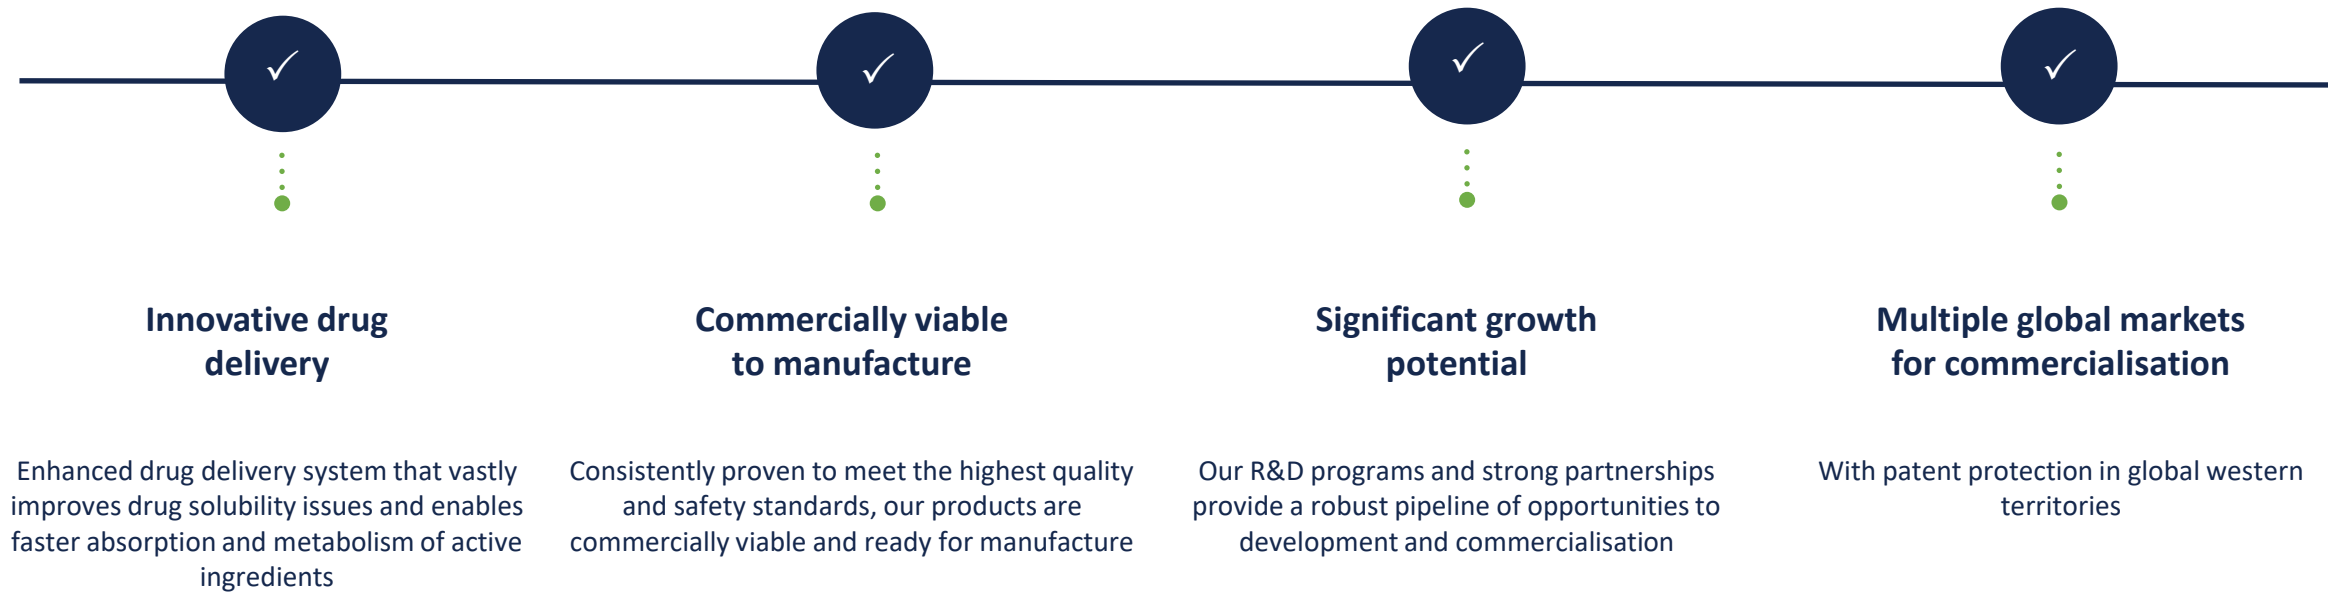 Innovative drug
delivery
Enhanced drug delivery system that vastly
improves drug solubility issues and enables
faster absorption and metabolism of active
ingredients
Commercially viable
to manufacture
Consistently proven to meet the highest quality
and safety standards, our products are
commercially viable and ready for manufacture
Significant growth
potential
Our R&D programs and strong partnerships
provide a robust pipeline of opportunities to
development and commercialisation
Multiple global markets
for commercialisation
With patent protection in global western
territories